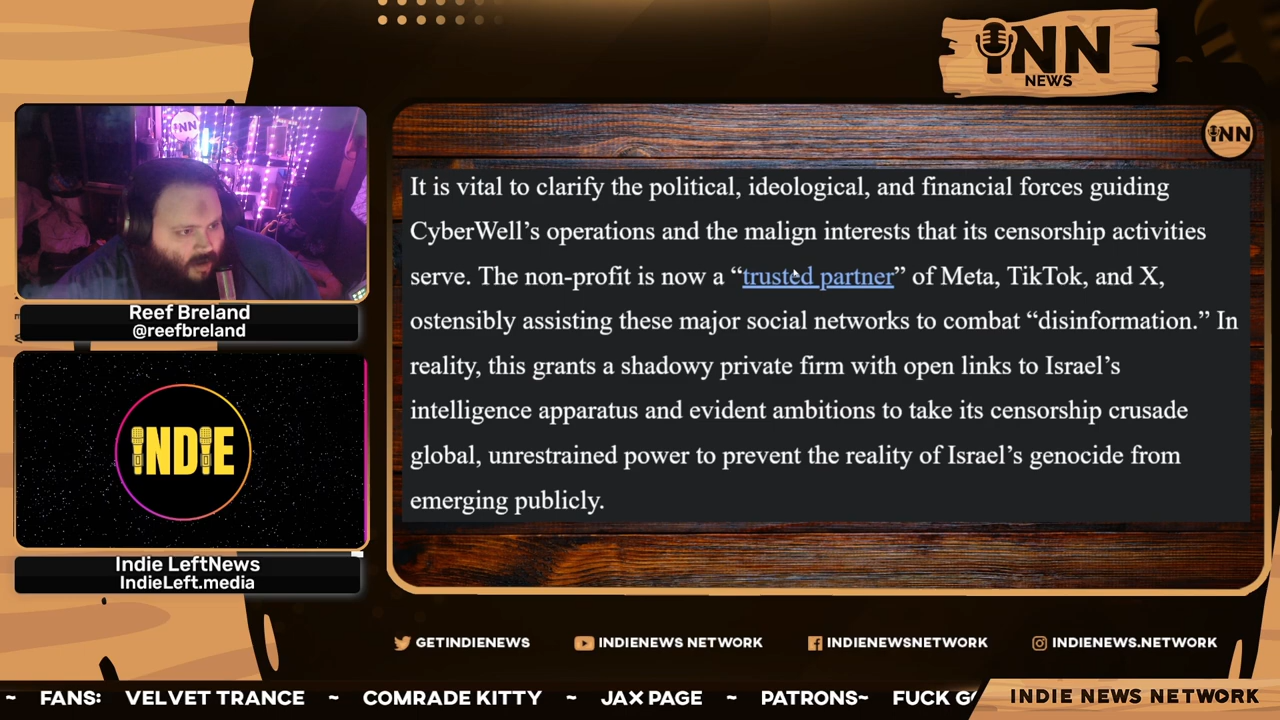 iNN
NEWS
iNN
iNN
It is vital to clarify the political, ideological, and financial forces guiding
CyberWell’s operations and the malign interests that its censorship activities
serve. The non-profit is now a “trusted partner” of Meta, TikTok, and X,
ostensibly assisting these major social networks to combat “disinformation.” In
reality, this grants a shadowy private firm with open links to Israel’s
intelligence apparatus and evident ambitions to take its censorship crusade
global, unrestrained power to prevent the reality of Israel’s genocide from
emerging publicly.
Reef Breland
@reefbreland
iNDiE
Indie LeftNews
IndieLeft.media
GETINDIENEWS
INDIENEWS NETWORK
INDIENEWSNETWORK
INDIENEWS.NETWORK
~ FANS: VELVET TRANCE ~ COMRADE KITTY ~ JAX PAGE ~ PATRONS~ FUCK
INDIE NEWS NETWORK